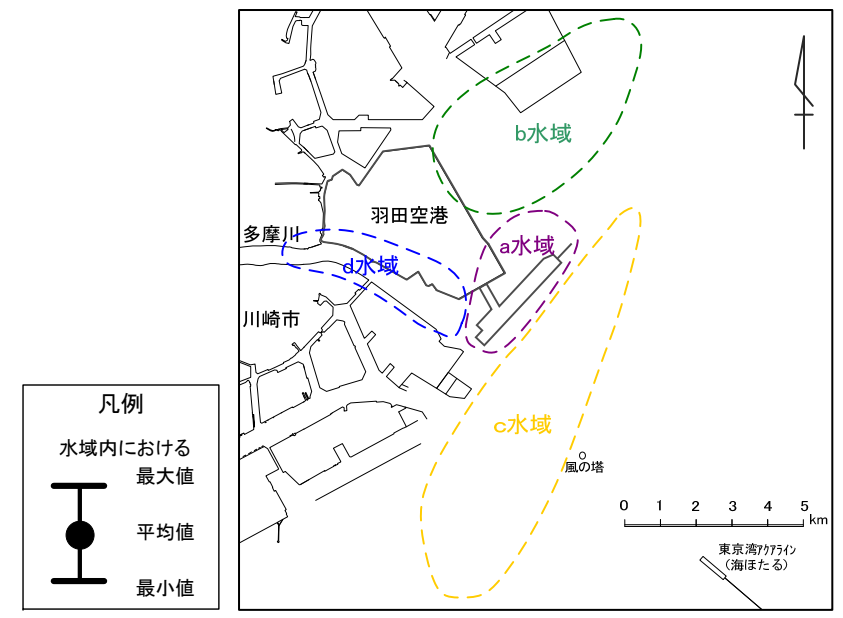 b水域
羽田空港
多摩川
a水域
d水域
川崎市
c水域
風の塔
0 1 2 3 4 5 km
東京湾ｱｸｱﾗｲﾝ
（海ほたる）
凡例
水域内における
最大値
平均値
最小値